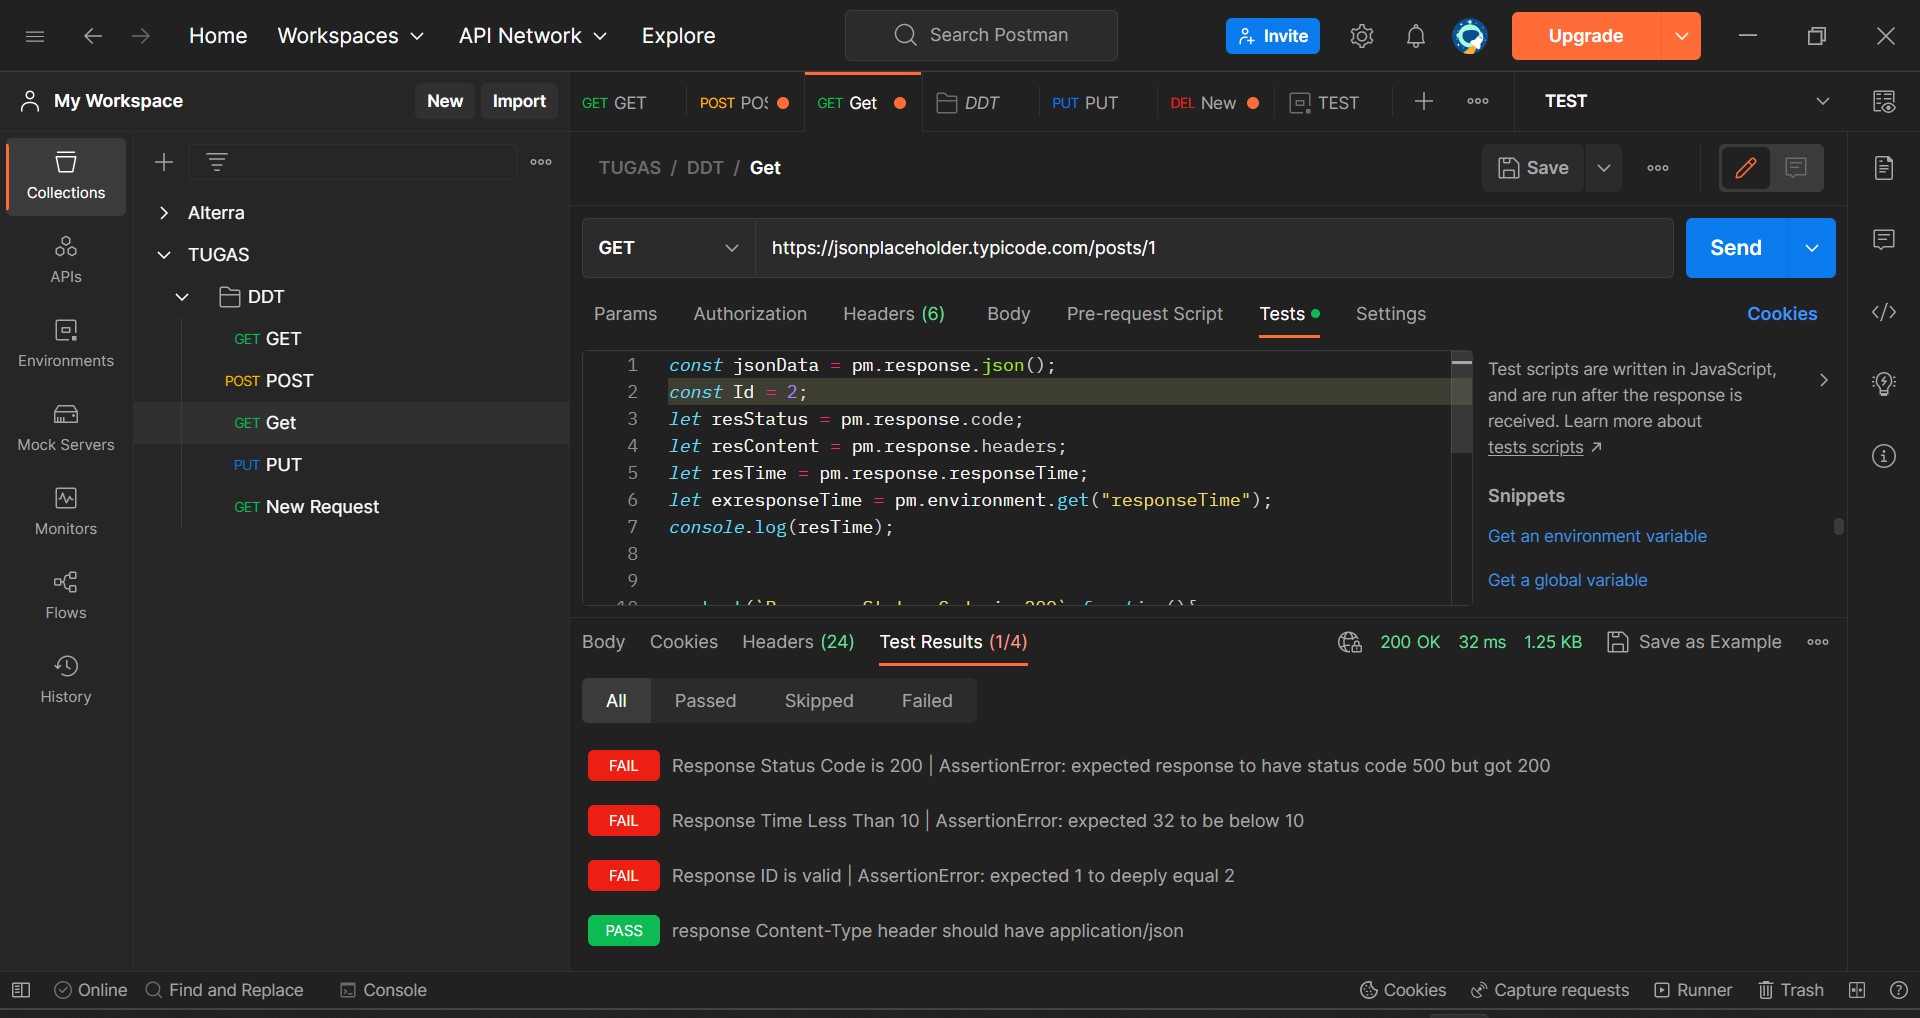 Home
Workspaces
API Network
Explore
Search Postman
Invite
Upgrade
My Workspace
New
Import
GET GET
POST POS
GET Get
DDT
PUT PUT
DEL New
TEST
TEST
Collections
APIs
Environments
Mock Servers
Monitors
Flows
History
Alterra
TUGAS
DDT
GET GET
POST POST
GET Get
PUT PUT
GET New Request
TUGAS / DDT / Get
Save
GET
https://jsonplaceholder.typicode.com/posts/1
Send
Params
Authorization
Headers (6)
Body
Pre-request Script
Tests
Settings
Cookies
1 const jsonData = pm.response.json();
2 const Id = 2;
3 let resStatus = pm.response.code;
4 let resContent = pm.response.headers;
5 let resTime = pm.response.responseTime;
6 let exresponseTime = pm.environment.get("responseTime");
7 console.log(resTime);
8
9
Test scripts are written in JavaScript,
and are run after the response is
received. Learn more about
tests scripts ↗
Snippets
Get an environment variable
Get a global variable
Body
Cookies
Headers (24)
Test Results (1/4)
200 OK
32 ms
1.25 KB
Save as Example
All
Passed
Skipped
Failed
FAIL Response Status Code is 200 | AssertionError: expected response to have status code 500 but got 200
FAIL Response Time Less Than 10 | AssertionError: expected 32 to be below 10
FAIL Response ID is valid | AssertionError: expected 1 to deeply equal 2
PASS response Content-Type header should have application/json
Online
Find and Replace
Console
Cookies
Capture requests
Runner
Trash